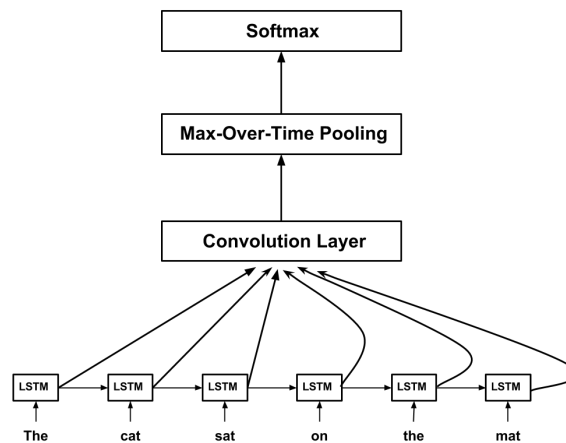 Softmax
Max-Over-Time Pooling
Convolution Layer
LSTM LSTM LSTM LSTM LSTM LSTM
The cat sat on the mat